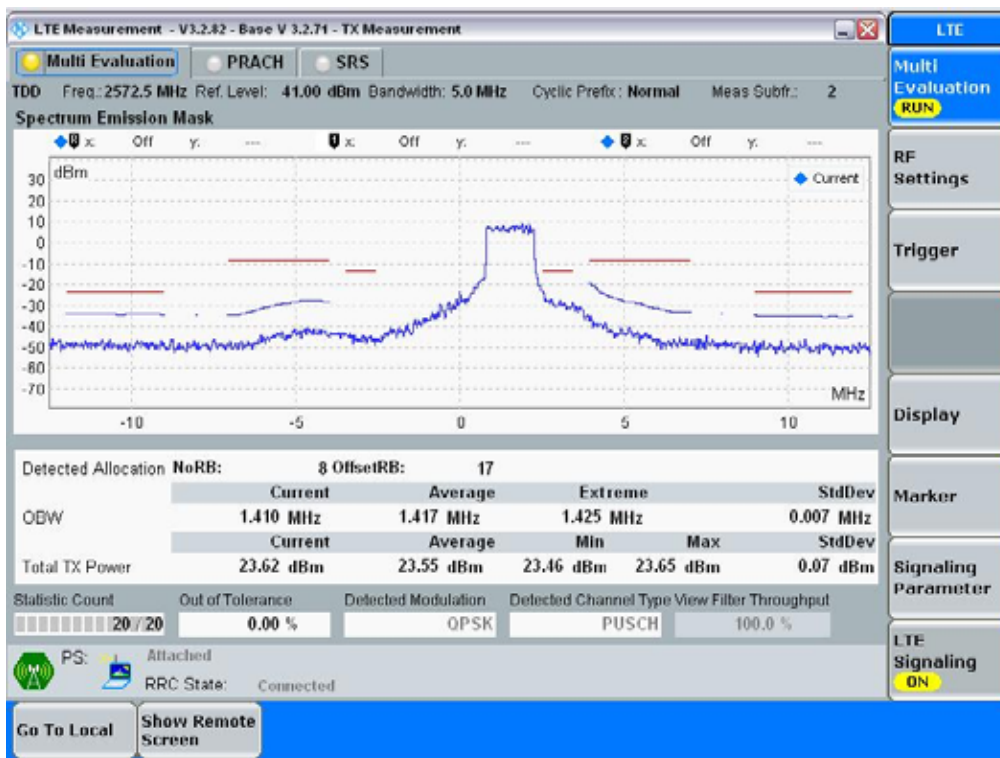 LTE Measurement - V3.2.82 - Base V 3.2.71 - TX Measurement
LTE
Multi Evaluation PRACH SRS
TDD Freq.: 2572.5 MHz Ref. Level: 41.00 dBm Bandwidth: 5.0 MHz Cyclic Prefix: Normal Meas Subfr.: 2
Spectrum Emission Mask
x: Off y: --- 1 x: Off y: --- x: Off y: ---
dBm
Current
30
20
10
0
-10
-20
-30
-40
-50
-60
-70
MHz
-10 -5 0 5 10
Detected Allocation NoRB: 8 OffsetRB: 17
Current Average Extreme StdDev
OBW 1.410 MHz 1.417 MHz 1.425 MHz 0.007 MHz
Current Average Min Max StdDev
Total TX Power 23.62 dBm 23.55 dBm 23.46 dBm 23.65 dBm 0.07 dBm
Statistic Count Out of Tolerance Detected Modulation Detected Channel Type View Filter Throughput
20 / 20 0.00 % QPSK PUSCH 100.0 %
PS: Attached
RRC State: Connected
Multi
Evaluation
RUN
RF
Settings
Trigger
Display
Marker
Signaling
Parameter
LTE
Signaling
ON
Go To Local
Show Remote
Screen